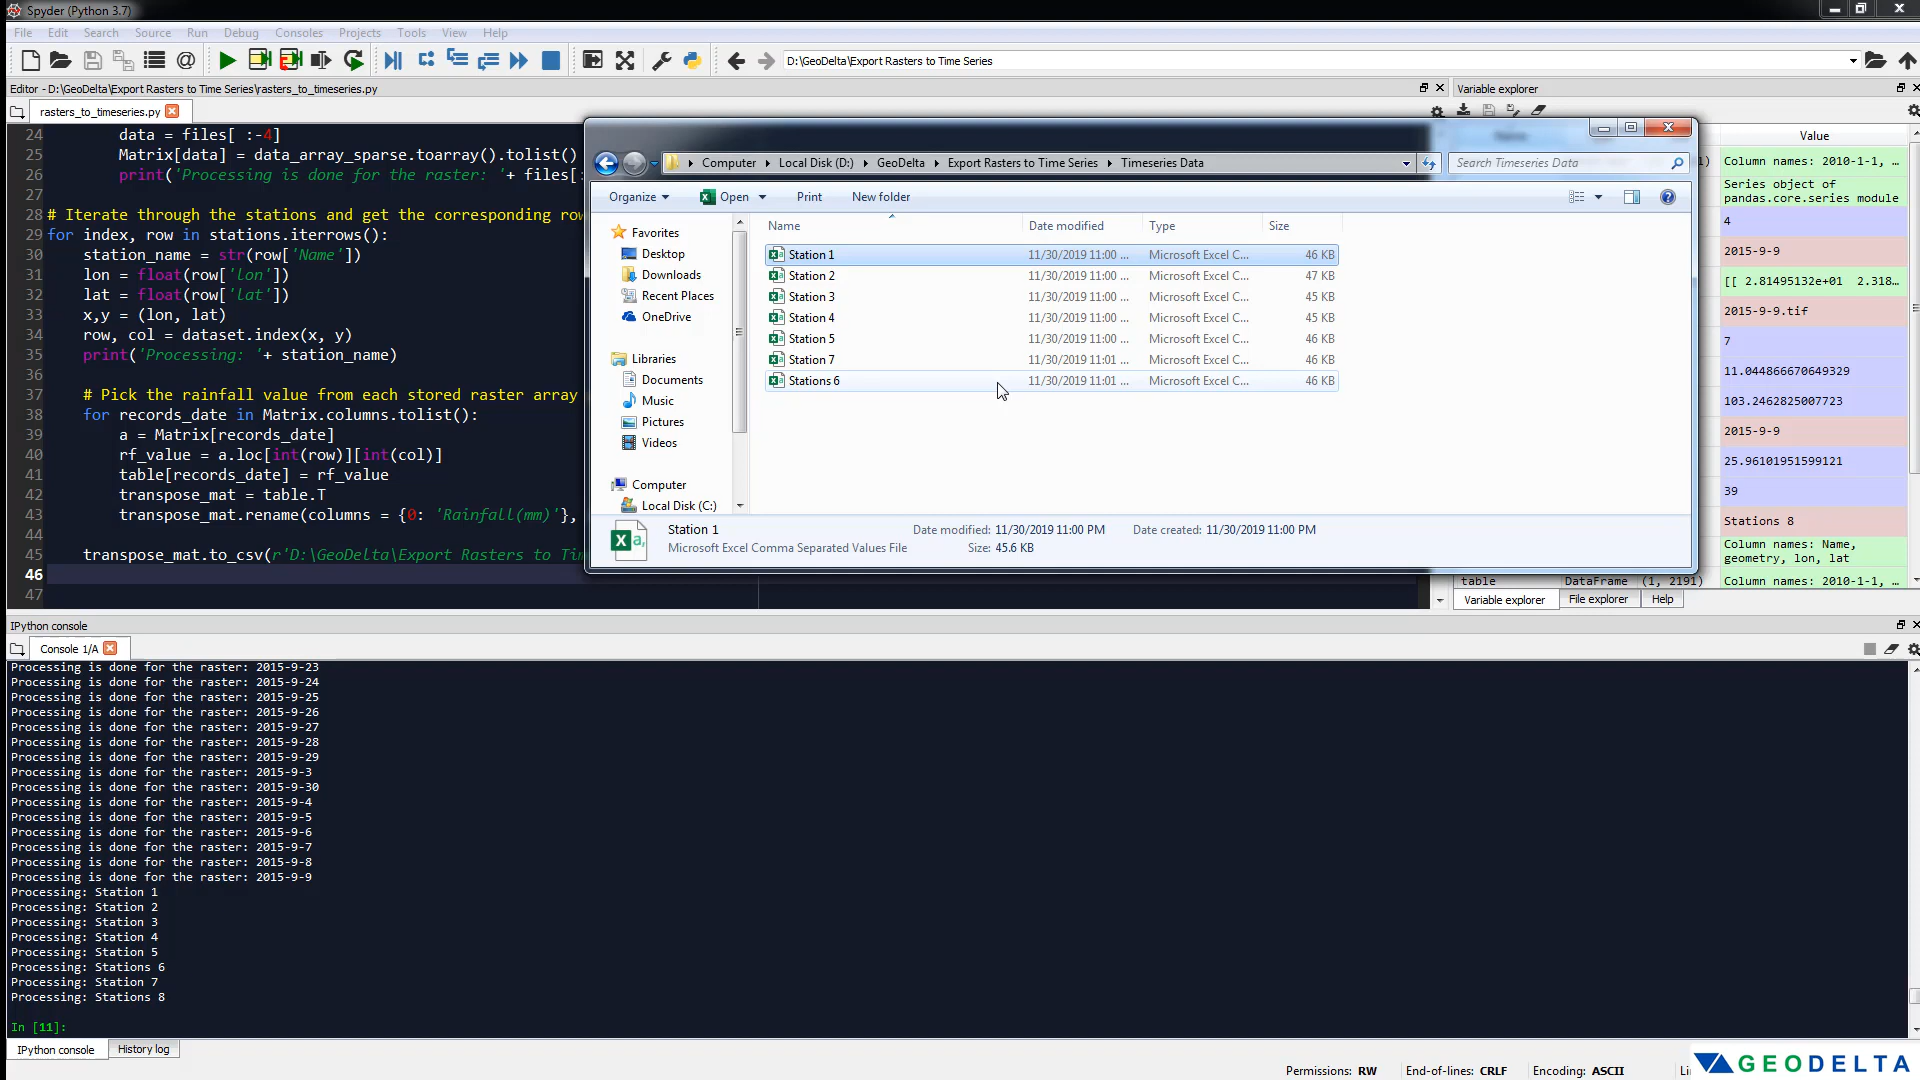 Spyder (Python 3.7)
File Edit Search Source Run Debug Consoles Projects Tools View Help
D:\GeoDelta\Export Rasters to Time Series
Editor - D:\GeoDelta\Export Rasters to Time Series\rasters_to_timeseries.py
rasters_to_timeseries.py
24 data = files[ :-4]
25 Matrix[data] = data_array_sparse.toarray().tolist()
26 print('Processing is done for the raster: '+ files[:
27
28 # Iterate through the stations and get the corresponding row
29 for index, row in stations.iterrows():
30 station_name = str(row['Name'])
31 lon = float(row['lon'])
32 lat = float(row['lat'])
33 x,y = (lon, lat)
34 row, col = dataset.index(x, y)
35 print('Processing: '+ station_name)
36
37 # Pick the rainfall value from each stored raster array
38 for records_date in Matrix.columns.tolist():
39 a = Matrix[records_date]
40 rf_value = a.loc[int(row)][int(col)]
41 table[records_date] = rf_value
42 transpose_mat = table.T
43 transpose_mat.rename(columns = {0: 'Rainfall(mm)'},
44
45 transpose_mat.to_csv(r'D:\GeoDelta\Export Rasters to Tim
46
47
Computer Local Disk (D:) GeoDelta Export Rasters to Time Series Timeseries Data
Search Timeseries Data
Organize Open Print New folder
Favorites
Desktop
Downloads
Recent Places
OneDrive
Libraries
Documents
Music
Pictures
Videos
Computer
Local Disk (C:)
Name Date modified Type Size
Station 1 11/30/2019 11:00 ... Microsoft Excel C... 46 KB
Station 2 11/30/2019 11:00 ... Microsoft Excel C... 47 KB
Station 3 11/30/2019 11:00 ... Microsoft Excel C... 45 KB
Station 4 11/30/2019 11:00 ... Microsoft Excel C... 45 KB
Station 5 11/30/2019 11:00 ... Microsoft Excel C... 46 KB
Station 7 11/30/2019 11:01 ... Microsoft Excel C... 46 KB
Stations 6 11/30/2019 11:01 ... Microsoft Excel C... 46 KB
Station 1 Date modified: 11/30/2019 11:00 PM Date created: 11/30/2019 11:00 PM
Microsoft Excel Comma Separated Values File Size: 45.6 KB
Variable explorer
Value
Column names: 2010-1-1, ...
Series object of
pandas.core.series module
4
2015-9-9
[[ 2.81495132e+01 2.318...
2015-9-9.tif
7
11.044866670649329
103.2462825007723
2015-9-9
25.96101951599121
39
Stations 8
Column names: Name,
geometry, lon, lat
table DataFrame (1, 2191) Column names: 2010-1-1, ...
Variable explorer File explorer Help
IPython console
Console 1/A
Processing is done for the raster: 2015-9-23
Processing is done for the raster: 2015-9-24
Processing is done for the raster: 2015-9-25
Processing is done for the raster: 2015-9-26
Processing is done for the raster: 2015-9-27
Processing is done for the raster: 2015-9-28
Processing is done for the raster: 2015-9-29
Processing is done for the raster: 2015-9-3
Processing is done for the raster: 2015-9-30
Processing is done for the raster: 2015-9-4
Processing is done for the raster: 2015-9-5
Processing is done for the raster: 2015-9-6
Processing is done for the raster: 2015-9-7
Processing is done for the raster: 2015-9-8
Processing is done for the raster: 2015-9-9
Processing: Station 1
Processing: Station 2
Processing: Station 3
Processing: Station 4
Processing: Station 5
Processing: Stations 6
Processing: Station 7
Processing: Stations 8
In [11]:
IPython console History log
Permissions: RW End-of-lines: CRLF Encoding: ASCII
GEODELTA